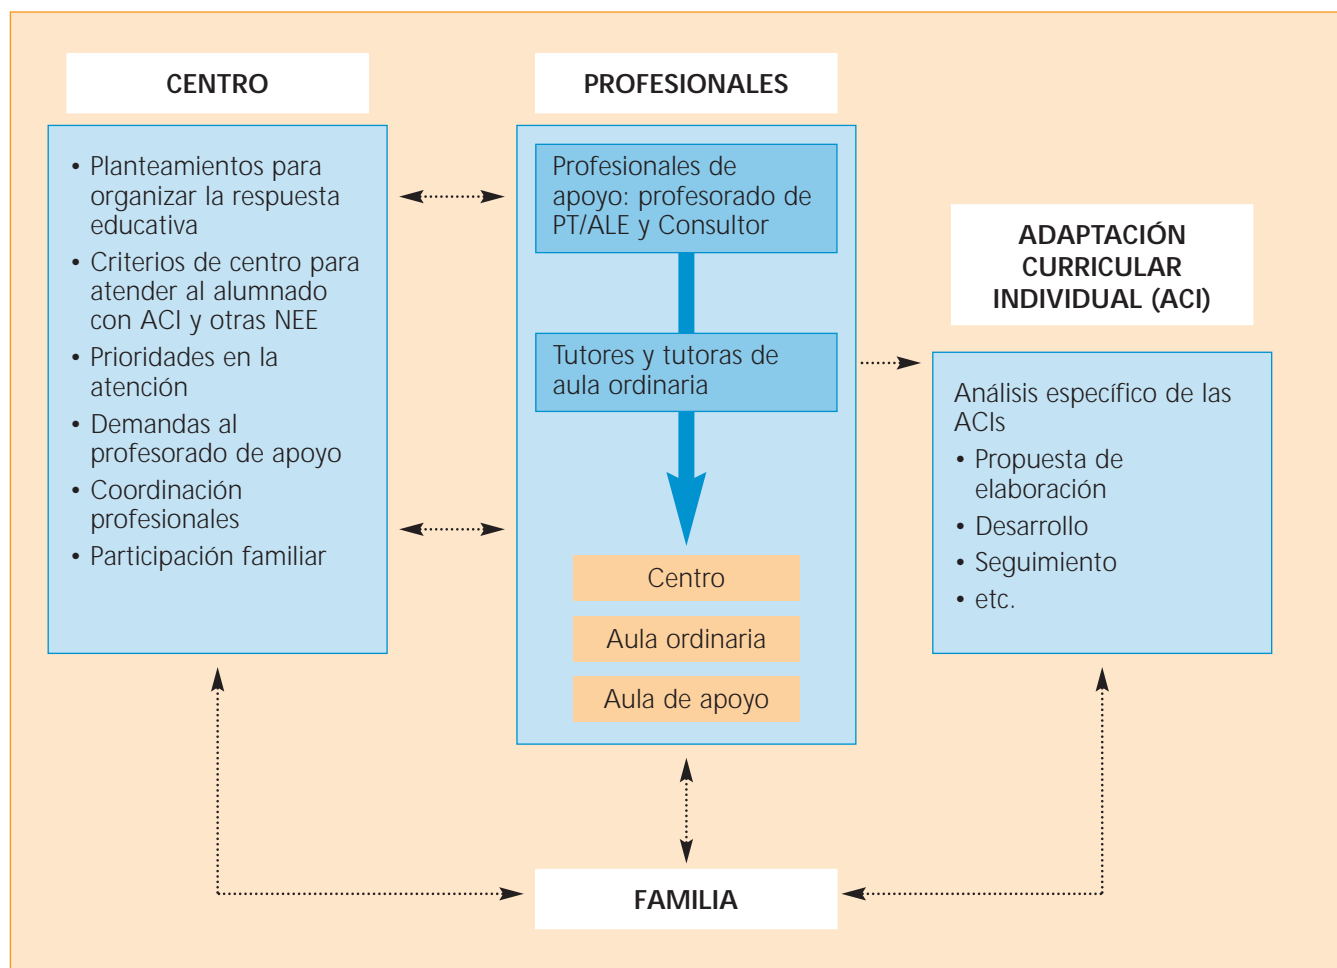 CENTRO
• Planteamientos para
organizar la respuesta
educativa
• Criterios de centro para
atender al alumnado
con ACI y otras NEE
• Prioridades en la
atención
• Demandas al
profesorado de apoyo
• Coordinación
profesionales
• Participación familiar
PROFESIONALES
Profesionales de
apoyo: profesorado de
PT/ALE y Consultor
Tutores y tutoras de
aula ordinaria
Centro
Aula ordinaria
Aula de apoyo
ADAPTACIÓN
CURRICULAR
INDIVIDUAL (ACI)
Análisis específico de las
ACIs
• Propuesta de
elaboración
• Desarrollo
• Seguimiento
• etc.
FAMILIA